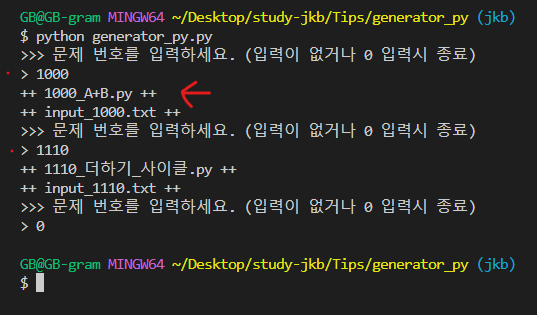 GB@GB-gram MINGW64 ~/Desktop/study-jkb/Tips/generator_py (jkb)
$ python generator_py.py
>>> 문제 번호를 입력하세요. (입력이 없거나 0 입력시 종료)
> 1000
++ 1000_A+B.py ++
++ input_1000.txt ++
>>> 문제 번호를 입력하세요. (입력이 없거나 0 입력시 종료)
> 1110
++ 1110_더하기_사이클.py ++
++ input_1110.txt ++
>>> 문제 번호를 입력하세요. (입력이 없거나 0 입력시 종료)
> 0
GB@GB-gram MINGW64 ~/Desktop/study-jkb/Tips/generator_py (jkb)
$